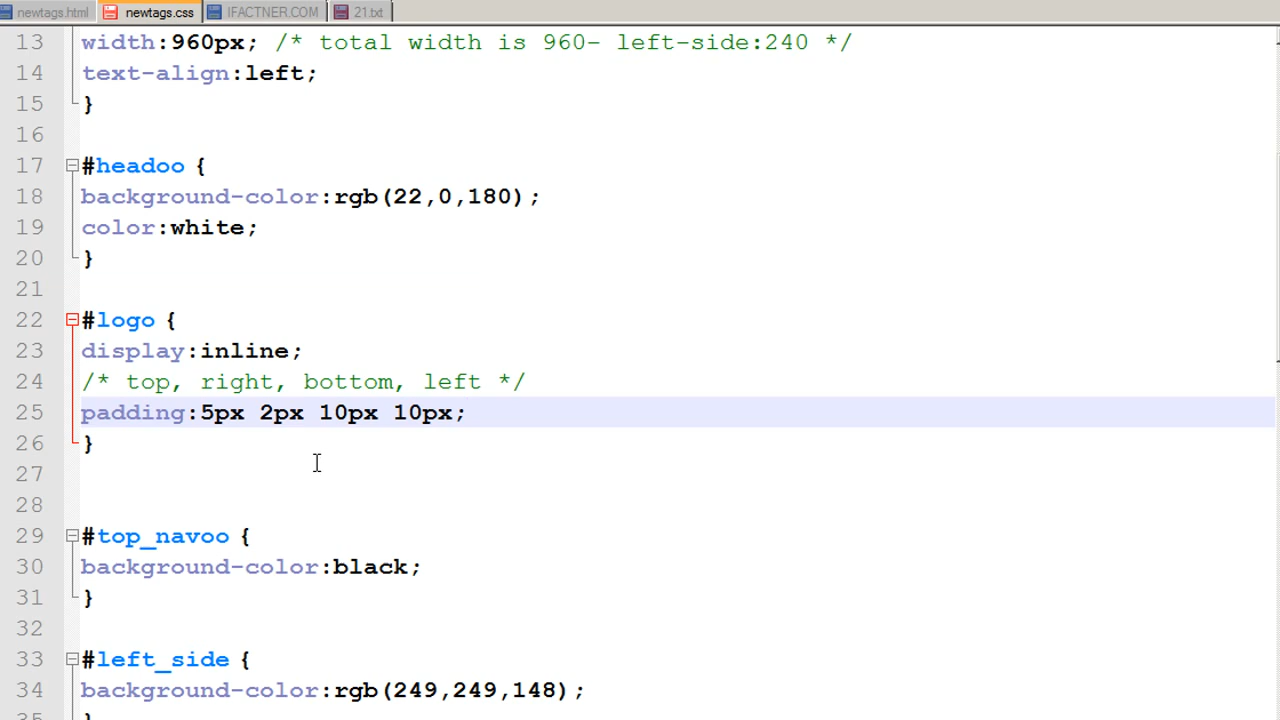 newtags.html newtags.css IFACTNER.COM 21.txt
13 width:960px; /* total width is 960- left-side:240 */
14 text-align:left;
15 }
16
17 #headoo {
18 background-color:rgb(22,0,180);
19 color:white;
20 }
21
22 #logo {
23 display:inline;
24 /* top, right, bottom, left */
25 padding:5px 2px 10px 10px;
26 }
27
28
29 #top_navoo {
30 background-color:black;
31 }
32
33 #left_side {
34 background-color:rgb(249,249,148);
35 }